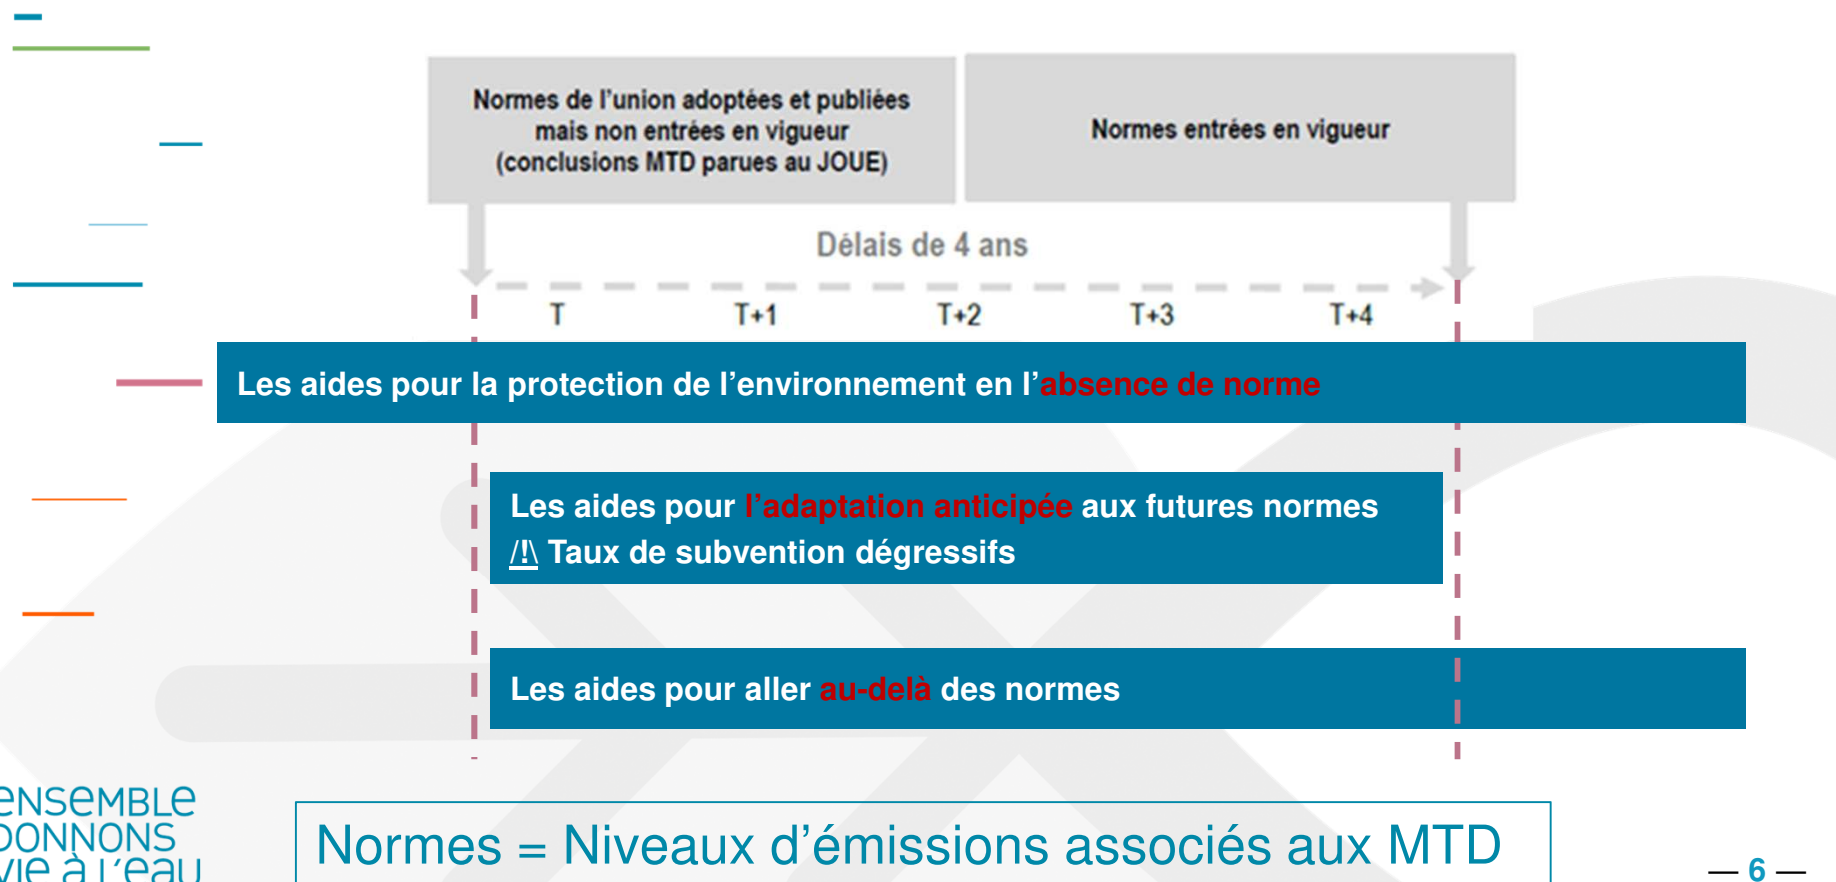 Normes de l'union adoptées et publiées
mais non entrées en vigueur
(conclusions MTD parues au JOUE)
Normes entrées en vigueur
Délais de 4 ans
T T+1 T+2 T+3 T+4
Les aides pour la protection de l'environnement en l'absence de norme
Les aides pour l'adaptation anticipée aux futures normes
/!\ Taux de subvention dégressifs
Les aides pour aller au-delà des normes
ENSEMBLE
DONNONS
vie à l'eau
Normes = Niveaux d'émissions associés aux MTD
— 6 —